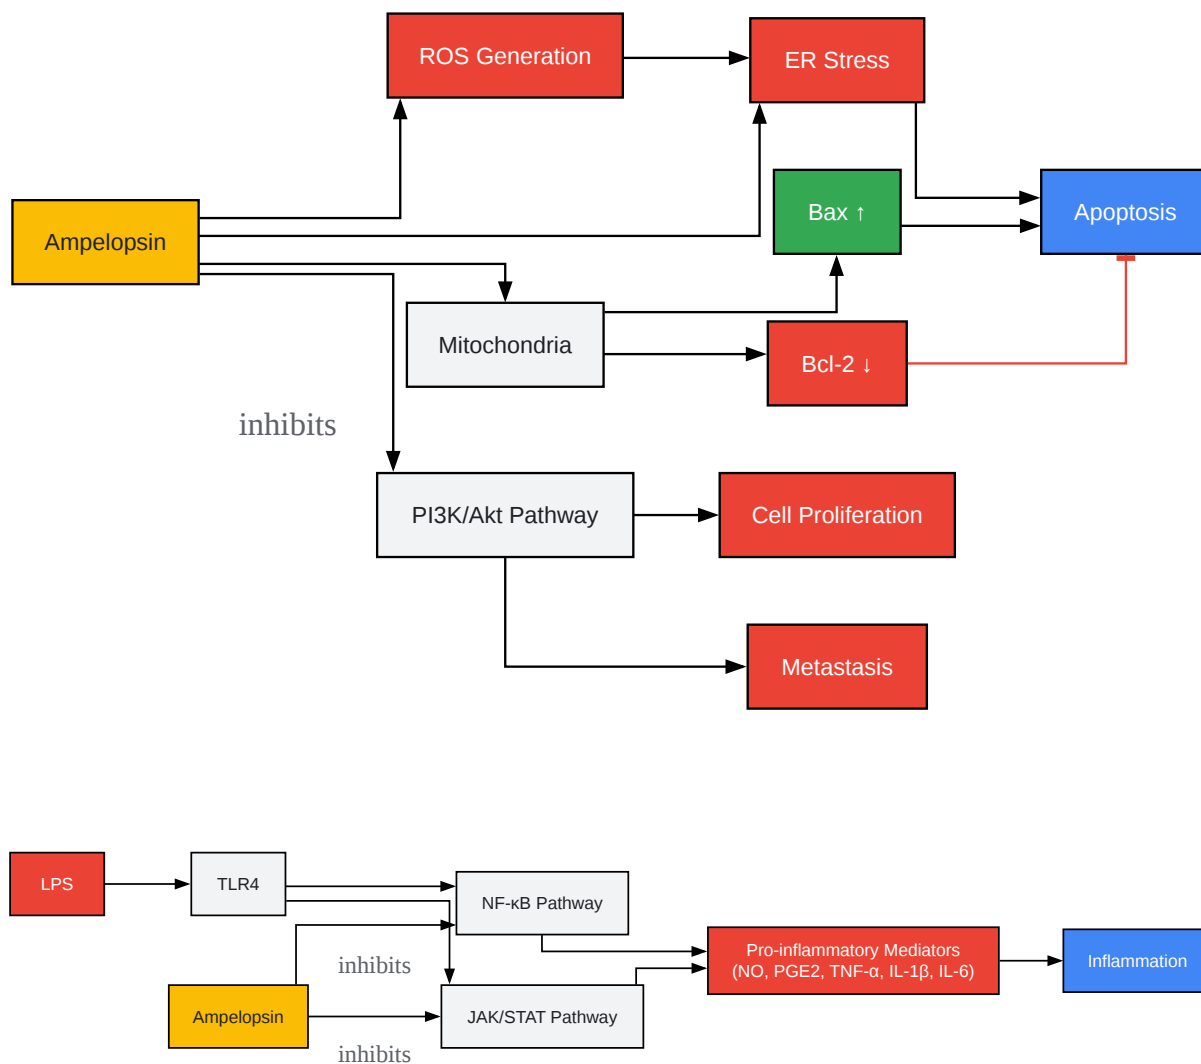 ROS Generation
ER Stress
Bax ↑
Apoptosis
Ampelopsin
Mitochondria
Bcl-2 ↓
inhibits
PI3K/Akt Pathway
Cell Proliferation
Metastasis
LPS
TLR4
NF-κB Pathway
Pro-inflammatory Mediators
(NO, PGE2, TNF-α, IL-1β, IL-6)
Inflammation
inhibits
Ampelopsin
JAK/STAT Pathway
inhibits